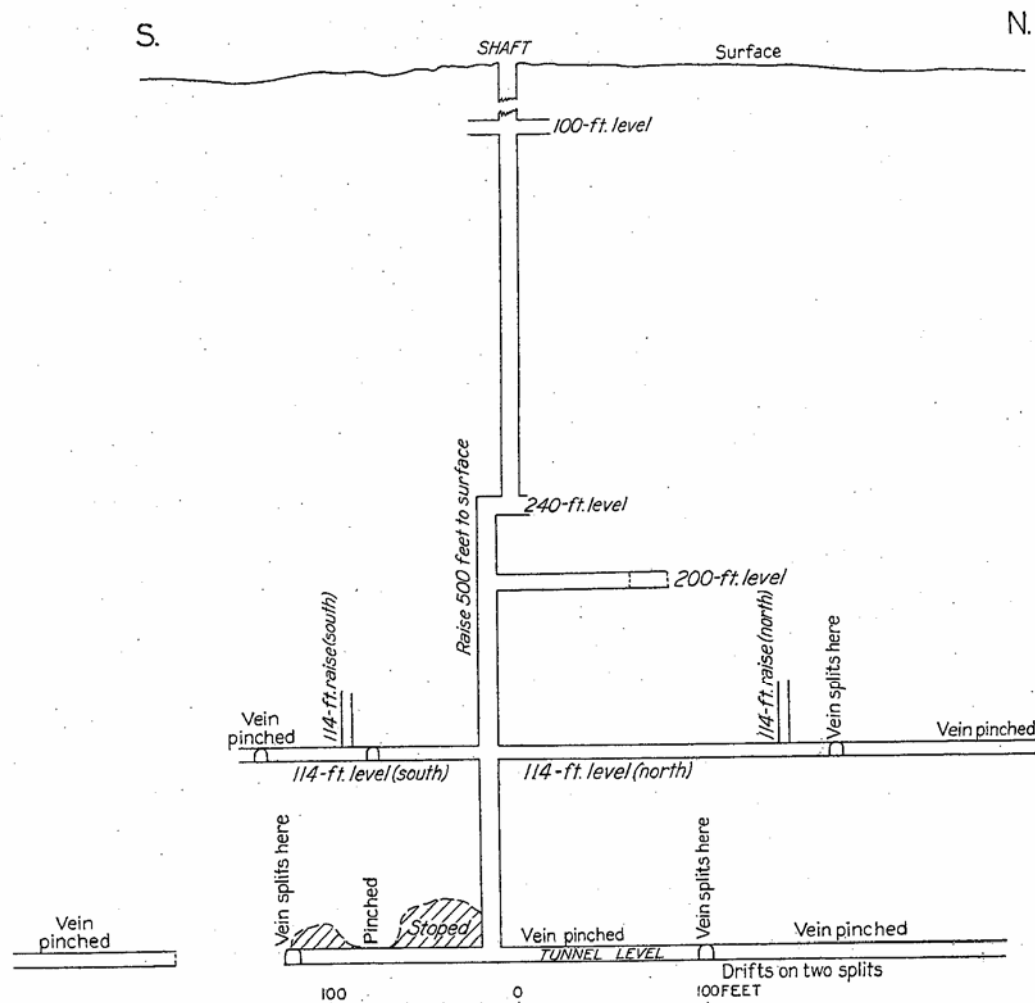 S.
N.
SHAFT
Surface
100-ft. level
Raise 500 feet to surface
240-ft. level
200-ft. level
114-ft. raise (south)
114-ft. raise (north)
Vein splits here
Vein
pinched
Vein pinched
114-ft. level (south)
114-ft. level (north)
Vein splits here
Pinched
Stoped
Vein splits here
Vein
pinched
Vein pinched
Vein pinched
TUNNEL LEVEL
Drifts on two splits
100
0
100 FEET